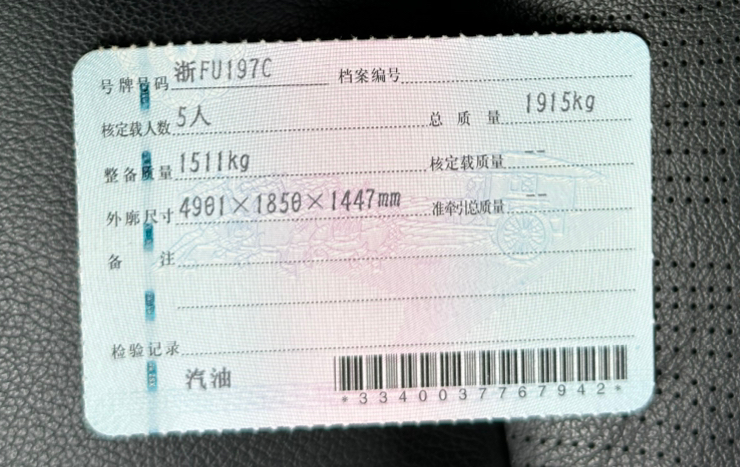 号牌号码 浙FU197C 档案编号
核定载人数 5人 总质量 1915kg
整备质量 1511kg 核定载质量 --
外廓尺寸 4901×1850×1447mm 准牵引总质量 --
备注
检验记录
汽油
*3340037767942*